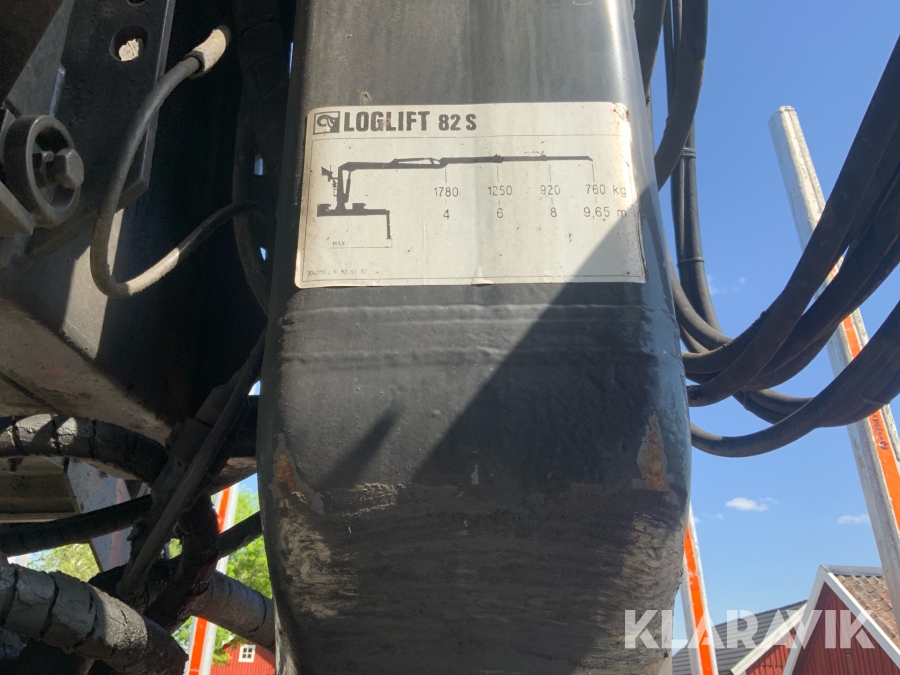 LOGLIFT 82 S
1780 1250 920 760 kg
4 6 8 9,65 m
MAX
KLARAVIK